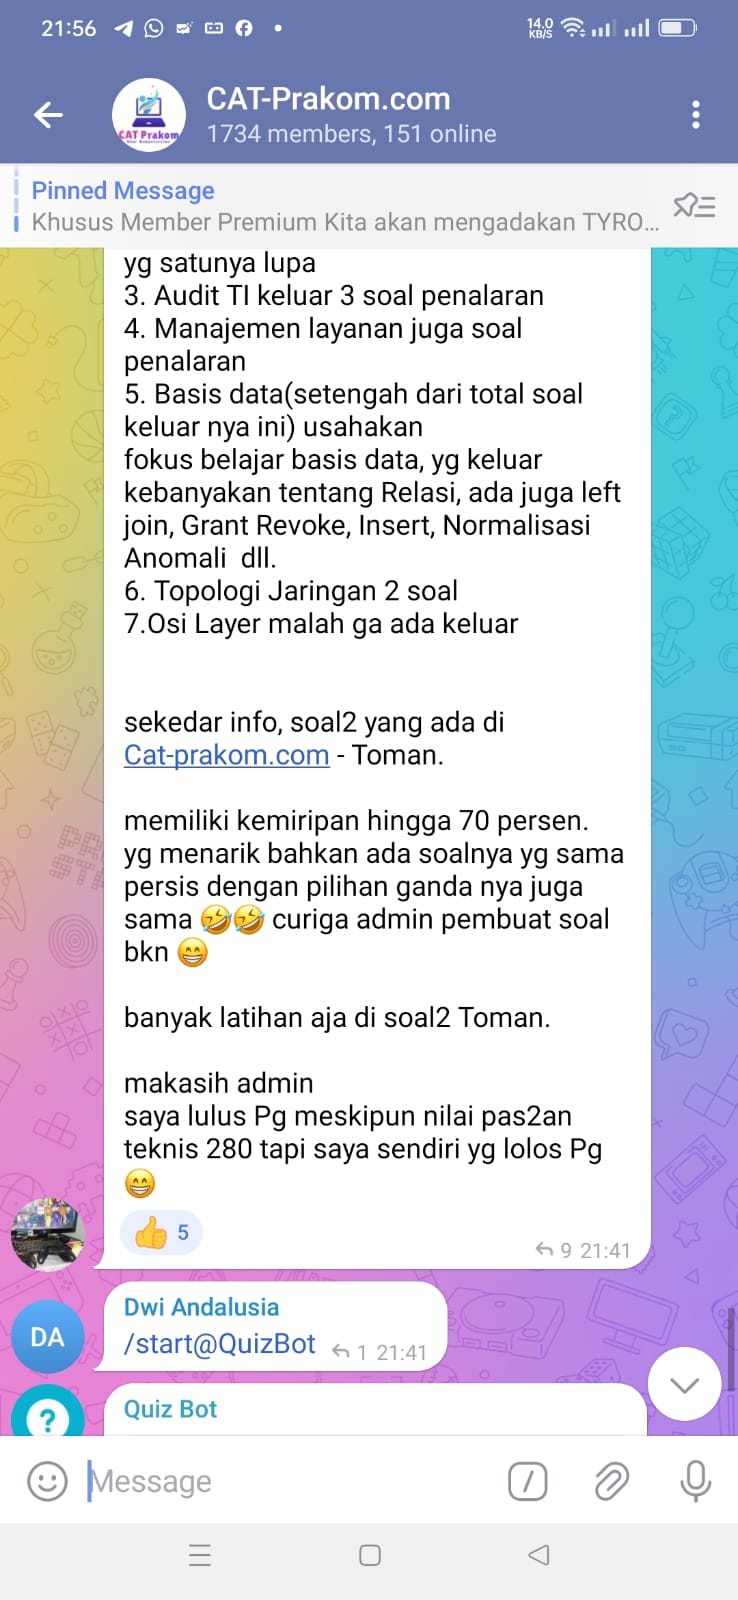 21:56
14.0
KB/S
CAT-Prakom.com
1734 members, 151 online
CAT Prakom
Pinned Message
Khusus Member Premium Kita akan mengadakan TYRO...
yg satunya lupa
3. Audit TI keluar 3 soal penalaran
4. Manajemen layanan juga soal
penalaran
5. Basis data(setengah dari total soal
keluar nya ini) usahakan
fokus belajar basis data, yg keluar
kebanyakan tentang Relasi, ada juga left
join, Grant Revoke, Insert, Normalisasi
Anomali  dll.
6. Topologi Jaringan 2 soal
7.Osi Layer malah ga ada keluar
sekedar info, soal2 yang ada di
Cat-prakom.com - Toman.
memiliki kemiripan hingga 70 persen.
yg menarik bahkan ada soalnya yg sama
persis dengan pilihan ganda nya juga
sama 🤣🤣 curiga admin pembuat soal
bkn 😁
banyak latihan aja di soal2 Toman.
makasih admin
saya lulus Pg meskipun nilai pas2an
teknis 280 tapi saya sendiri yg lolos Pg
😁
👍 5
9 21:41
DA
Dwi Andalusia
/start@QuizBot
1 21:41
?
Quiz Bot
Message